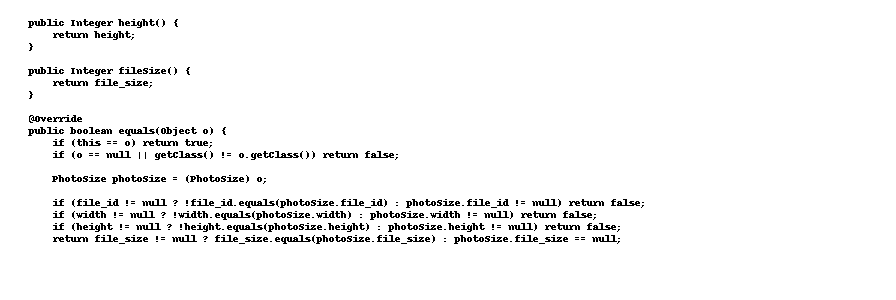 public Integer height() {
return height;
}
public Integer fileSize() {
return file_size;
}
@Override
public boolean equals(Object o) {
if (this == o) return true;
if (o == null || getClass() != o.getClass()) return false;
PhotoSize photoSize = (PhotoSize) o;
if (file_id != null ? !file_id.equals(photoSize.file_id) : photoSize.file_id != null) return false;
if (width != null ? !width.equals(photoSize.width) : photoSize.width != null) return false;
if (height != null ? !height.equals(photoSize.height) : photoSize.height != null) return false;
return file_size != null ? file_size.equals(photoSize.file_size) : photoSize.file_size == null;